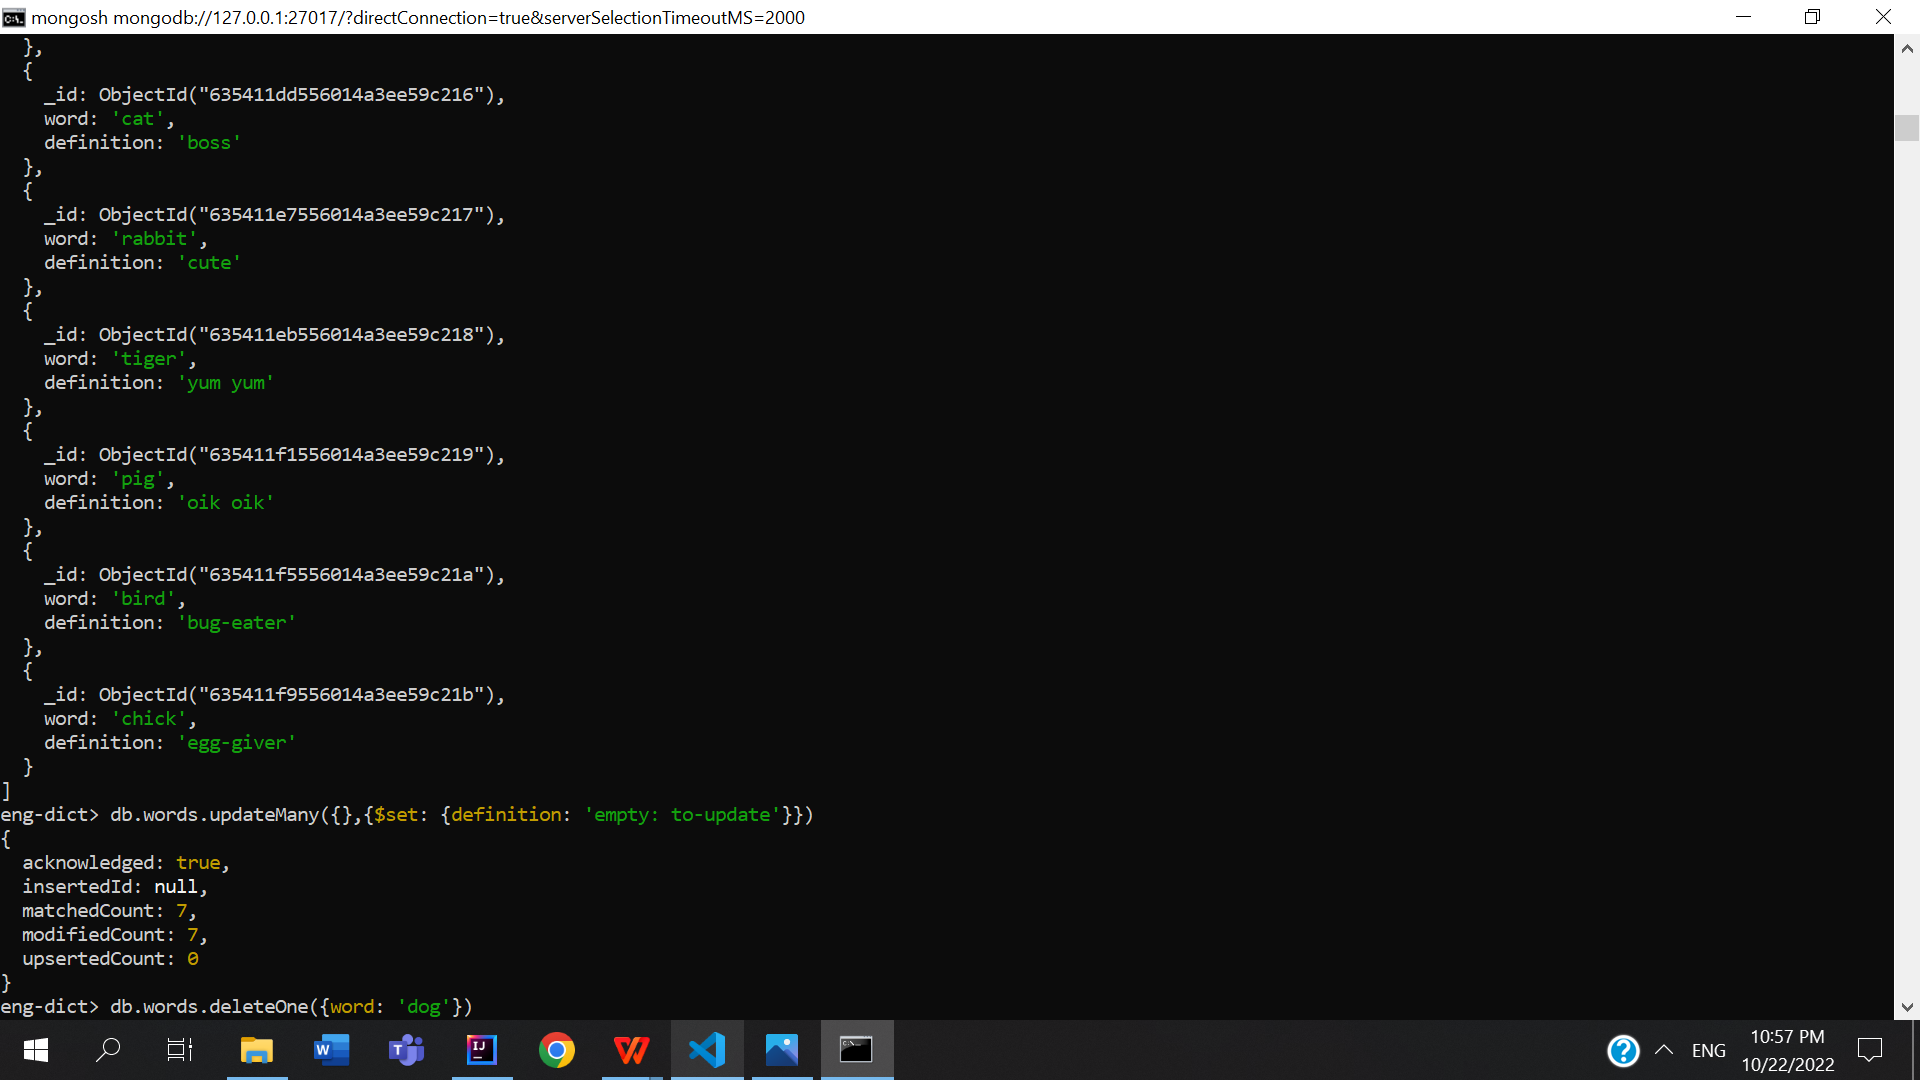 mongosh mongodb://127.0.0.1:27017/?directConnection=true&serverSelectionTimeoutMS=2000
  },
  {
    _id: ObjectId("635411dd556014a3ee59c216"),
    word: 'cat',
    definition: 'boss'
  },
  {
    _id: ObjectId("635411e7556014a3ee59c217"),
    word: 'rabbit',
    definition: 'cute'
  },
  {
    _id: ObjectId("635411eb556014a3ee59c218"),
    word: 'tiger',
    definition: 'yum yum'
  },
  {
    _id: ObjectId("635411f1556014a3ee59c219"),
    word: 'pig',
    definition: 'oik oik'
  },
  {
    _id: ObjectId("635411f5556014a3ee59c21a"),
    word: 'bird',
    definition: 'bug-eater'
  },
  {
    _id: ObjectId("635411f9556014a3ee59c21b"),
    word: 'chick',
    definition: 'egg-giver'
  }
]
eng-dict> db.words.updateMany({},{$set: {definition: 'empty: to-update'}})
{
  acknowledged: true,
  insertedId: null,
  matchedCount: 7,
  modifiedCount: 7,
  upsertedCount: 0
}
eng-dict> db.words.deleteOne({word: 'dog'})
ENG
10:57 PM
10/22/2022